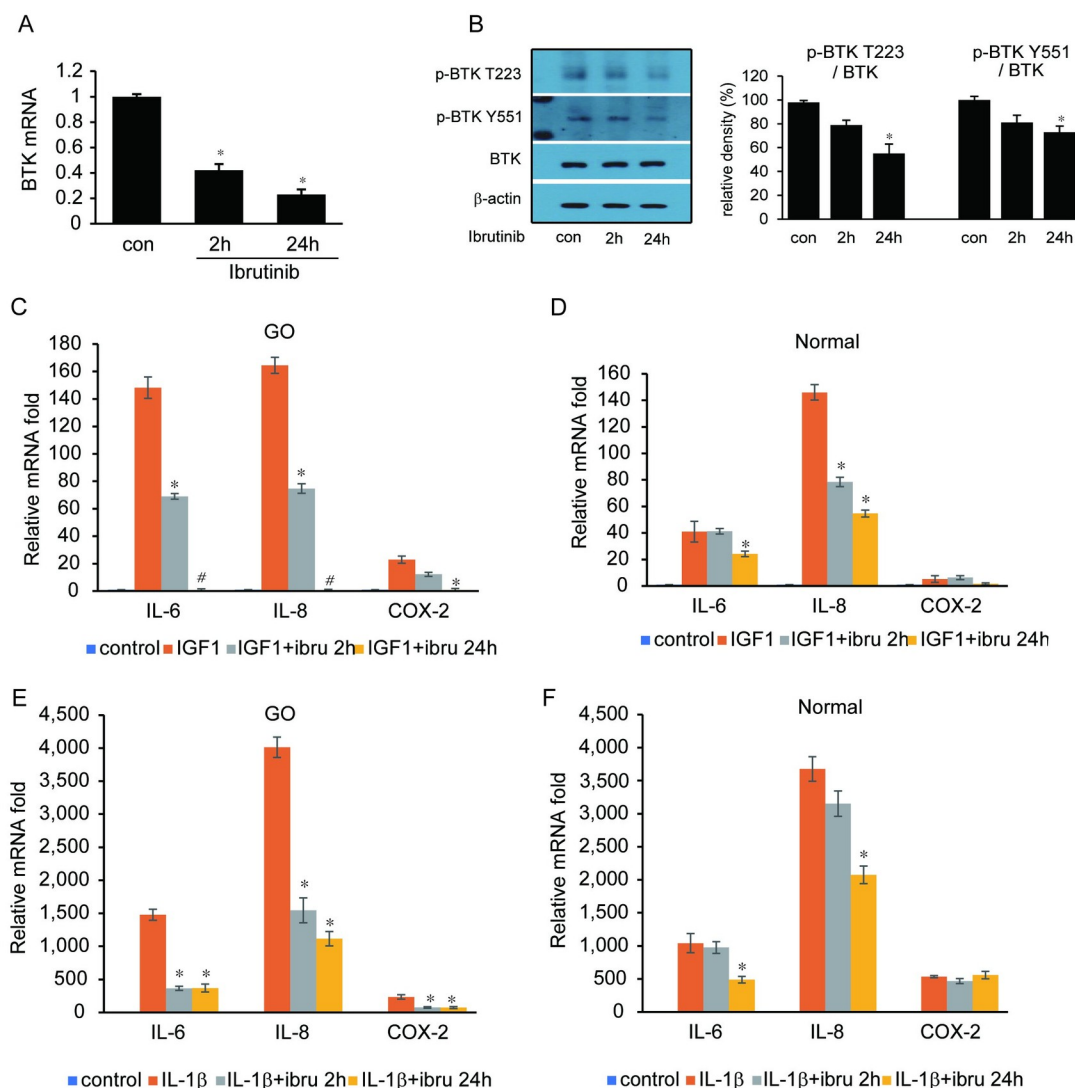 A
BTK mRNA
1.2
1
0.8
0.6
0.4
0.2
0
*
*
con 2h 24h
Ibrutinib
B
p-BTK T223
p-BTK Y551
BTK
β-actin
Ibrutinib con 2h 24h
p-BTK T223
/ BTK
p-BTK Y551
/ BTK
relative density (%)
120
100
80
60
40
20
0
*
*
con 2h 24h con 2h 24h
C
GO
Relative mRNA fold
180
160
140
120
100
80
60
40
20
0
* # * # *
IL-6 IL-8 COX-2
control IGF1 IGF1+ibru 2h IGF1+ibru 24h
D
Normal
Relative mRNA fold
160
140
120
100
80
60
40
20
0
* * *
IL-6 IL-8 COX-2
control IGF1 IGF1+ibru 2h IGF1+ibru 24h
E
GO
Relative mRNA fold
4,500
4,000
3,500
3,000
2,500
2,000
1,500
1,000
500
0
* * * * * *
IL-6 IL-8 COX-2
control IL-1β IL-1β+ibru 2h IL-1β+ibru 24h
F
Normal
Relative mRNA fold
4,500
4,000
3,500
3,000
2,500
2,000
1,500
1,000
500
0
* *
IL-6 IL-8 COX-2
control IL-1β IL-1β+ibru 2h IL-1β+ibru 24h